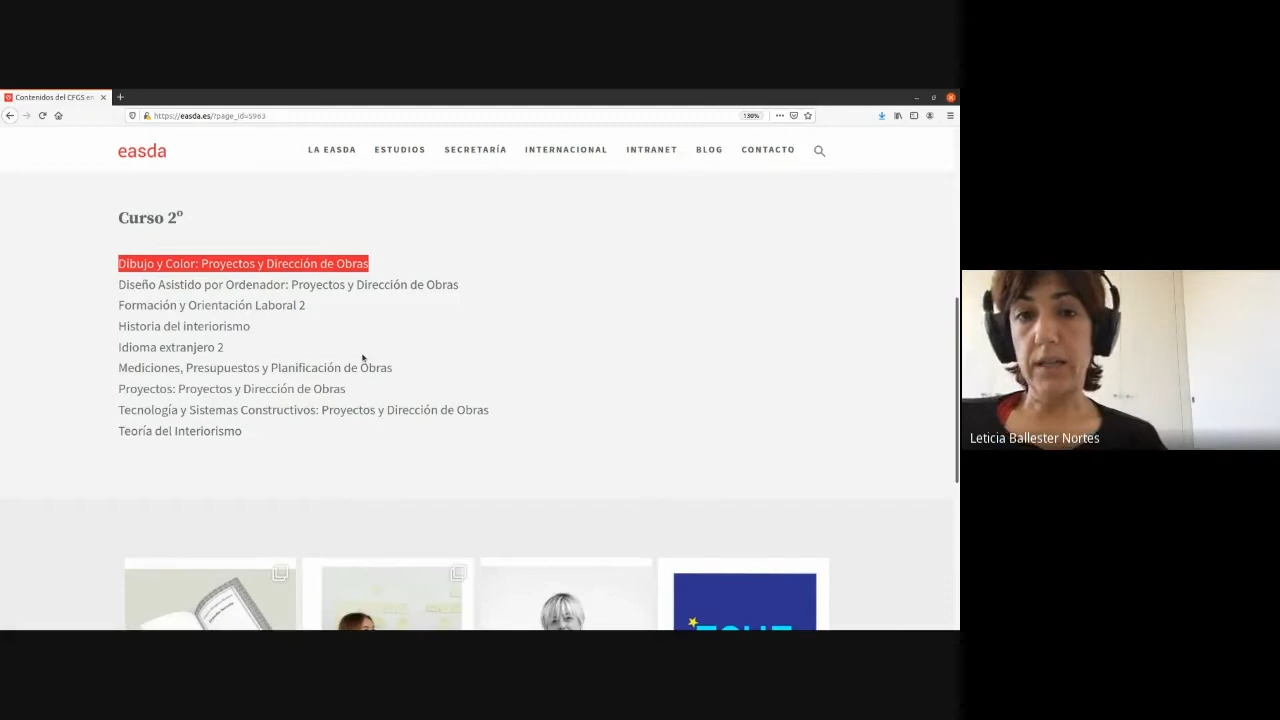 Contenidos del CFGS en
https://easda.es/?page_id=5963
130%
easda
LA EASDA
ESTUDIOS
SECRETARÍA
INTERNACIONAL
INTRANET
BLOG
CONTACTO
Curso 2º
Dibujo y Color: Proyectos y Dirección de Obras
Diseño Asistido por Ordenador: Proyectos y Dirección de Obras
Formación y Orientación Laboral 2
Historia del interiorismo
Idioma extranjero 2
Mediciones, Presupuestos y Planificación de Obras
Proyectos: Proyectos y Dirección de Obras
Tecnología y Sistemas Constructivos: Proyectos y Dirección de Obras
Teoría del Interiorismo
Leticia Ballester Nortes